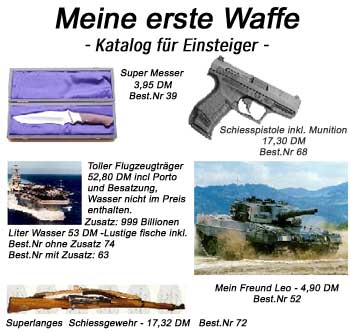 Meine erste Waffe
- Katalog für Einsteiger -
Super Messer
3,95 DM
Best.Nr 39
Schiesspistole inkl. Munition
17,30 DM
Best.Nr 68
Toller Flugzeugträger
52,80 DM incl Porto
und Besatzung,
Wasser nicht im Preis
enthalten.
Zusatz: 999 Billionen
Liter Wasser 53 DM -Lustige fische inkl.
Best.Nr ohne Zusatz 74
Best.Nr mit Zusatz: 63
Mein Freund Leo - 4,90 DM
Best.Nr 52
Superlanges Schiessgewehr - 17,32 DM Best.Nr 72